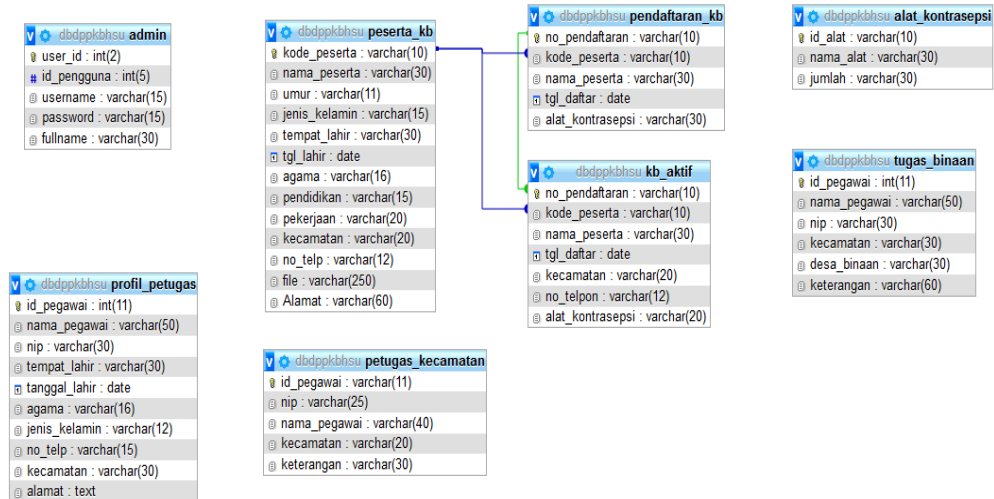 dbdppkbhsu admin
user_id : int(2)
# id_pengguna : int(5)
username : varchar(15)
password : varchar(15)
fullname : varchar(30)
dbdppkbhsu peserta_kb
kode_peserta : varchar(10)
nama_peserta : varchar(30)
umur : varchar(11)
jenis_kelamin : varchar(15)
tempat_lahir : varchar(30)
tgl_lahir : date
agama : varchar(16)
pendidikan : varchar(15)
pekerjaan : varchar(20)
kecamatan : varchar(20)
no_telp : varchar(12)
file : varchar(250)
Alamat : varchar(60)
dbdppkbhsu pendaftaran_kb
no_pendaftaran : varchar(10)
kode_peserta : varchar(10)
nama_peserta : varchar(30)
tgl_daftar : date
alat_kontrasepsi : varchar(30)
dbdppkbhsu alat_kontrasepsi
id_alat : varchar(10)
nama_alat : varchar(30)
jumlah : varchar(30)
dbdppkbhsu kb_aktif
no_pendaftaran : varchar(10)
kode_peserta : varchar(10)
nama_peserta : varchar(30)
tgl_daftar : date
kecamatan : varchar(20)
no_telpon : varchar(12)
alat_kontrasepsi : varchar(20)
dbdppkbhsu tugas_binaan
id_pegawai : int(11)
nama_pegawai : varchar(50)
nip : varchar(30)
kecamatan : varchar(30)
desa_binaan : varchar(30)
keterangan : varchar(60)
dbdppkbhsu profil_petugas
id_pegawai : int(11)
nama_pegawai : varchar(50)
nip : varchar(30)
tempat_lahir : varchar(30)
tanggal_lahir : date
agama : varchar(16)
jenis_kelamin : varchar(12)
no_telp : varchar(15)
kecamatan : varchar(30)
alamat : text
dbdppkbhsu petugas_kecamatan
id_pegawai : varchar(11)
nip : varchar(25)
nama_pegawai : varchar(40)
kecamatan : varchar(20)
keterangan : varchar(30)